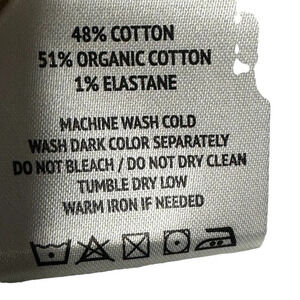 48% COTTON
51% ORGANIC COTTON
1% ELASTANE
MACHINE WASH COLD
WASH DARK COLOR SEPARATELY
DO NOT BLEACH / DO NOT DRY CLEAN
TUMBLE DRY LOW
WARM IRON IF NEEDED